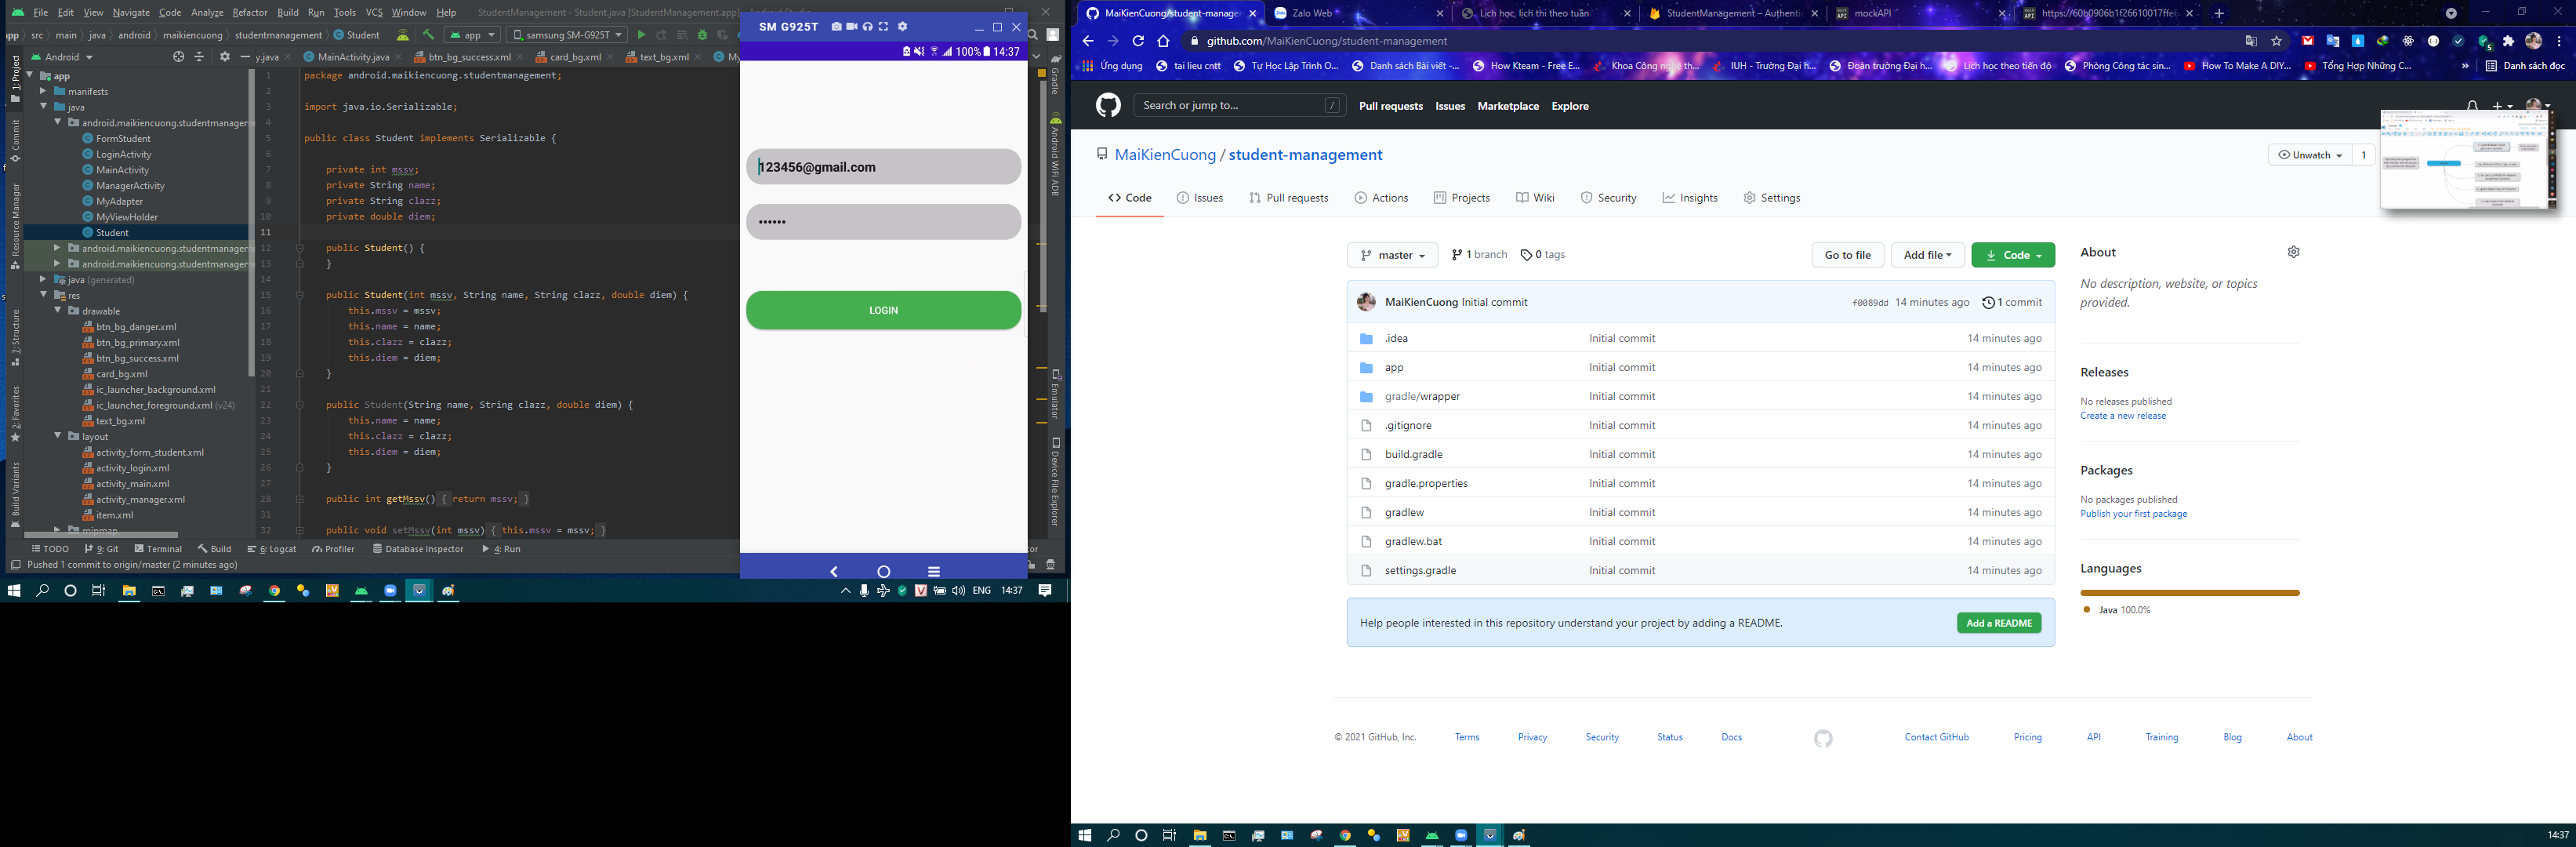 File Edit View Navigate Code Analyze Refactor Build Run Tools VCS Window Help StudentManagement - Student.java [StudentManagement.app]
app src main java android maikiencuong studentmanagement Student app samsung SM-G925T
Android
y.java MainActivity.java btn_bg_success.xml card_bg.xml text_bg.xml My
1: Project
Commit
Resource Manager
7: Structure
2: Favorites
Build Variants
app
manifests
java
android.maikiencuong.studentmanagemen
FormStudent
LoginActivity
MainActivity
ManagerActivity
MyAdapter
MyViewHolder
Student
android.maikiencuong.studentmanagemen
android.maikiencuong.studentmanagemen
java (generated)
res
drawable
btn_bg_danger.xml
btn_bg_primary.xml
btn_bg_success.xml
card_bg.xml
ic_launcher_background.xml
ic_launcher_foreground.xml (v24)
text_bg.xml
layout
activity_form_student.xml
activity_login.xml
activity_main.xml
activity_manager.xml
item.xml
mipmap
1 package android.maikiencuong.studentmanagement;
2
3 import java.io.Serializable;
4
5 public class Student implements Serializable {
6
7 private int mssv;
8 private String name;
9 private String clazz;
10 private double diem;
11
12 public Student() {
13 }
14
15 public Student(int mssv, String name, String clazz, double diem) {
16 this.mssv = mssv;
17 this.name = name;
18 this.clazz = clazz;
19 this.diem = diem;
20 }
21
22 public Student(String name, String clazz, double diem) {
23 this.name = name;
24 this.clazz = clazz;
25 this.diem = diem;
26 }
27
28 public int getMssv() { return mssv; }
31
32 public void setMssv(int mssv) { this.mssv = mssv; }
Gradle
Android WiFi ADB
Emulator
Device File Explorer
TODO 9: Git Terminal Build 6: Logcat Profiler Database Inspector 4: Run
Pushed 1 commit to origin/master (2 minutes ago)
ENG 14:37
SM G925T
100% 14:37
123456@gmail.com
••••••
LOGIN
MaiKienCuong/student-manage Zalo Web Lịch học, lịch thi theo tuần StudentManagement – Authentic mockAPI https://60b0906b1f26610017ffe6
github.com/MaiKienCuong/student-management
Ứng dụng tai lieu cntt Tự Học Lập Trình O... Danh sách Bài viết -... How Kteam - Free E... Khoa Công nghệ th... IUH - Trường Đại h... Đoàn trường Đại h... Lịch học theo tiến độ Phòng Công tác sin... How To Make A DIY... Tổng Hợp Những C... » Danh sách đọc
Search or jump to... / Pull requests Issues Marketplace Explore
MaiKienCuong / student-management
Unwatch 1
Code Issues Pull requests Actions Projects Wiki Security Insights Settings
master 1 branch 0 tags Go to file Add file Code
MaiKienCuong Initial commit f0089dd 14 minutes ago 1 commit
.idea Initial commit 14 minutes ago
app Initial commit 14 minutes ago
gradle/wrapper Initial commit 14 minutes ago
.gitignore Initial commit 14 minutes ago
build.gradle Initial commit 14 minutes ago
gradle.properties Initial commit 14 minutes ago
gradlew Initial commit 14 minutes ago
gradlew.bat Initial commit 14 minutes ago
settings.gradle Initial commit 14 minutes ago
Help people interested in this repository understand your project by adding a README. Add a README
About
No description, website, or topics
provided.
Releases
No releases published
Create a new release
Packages
No packages published
Publish your first package
Languages
Java 100.0%
© 2021 GitHub, Inc. Terms Privacy Security Status Docs Contact GitHub Pricing API Training Blog About
14:37